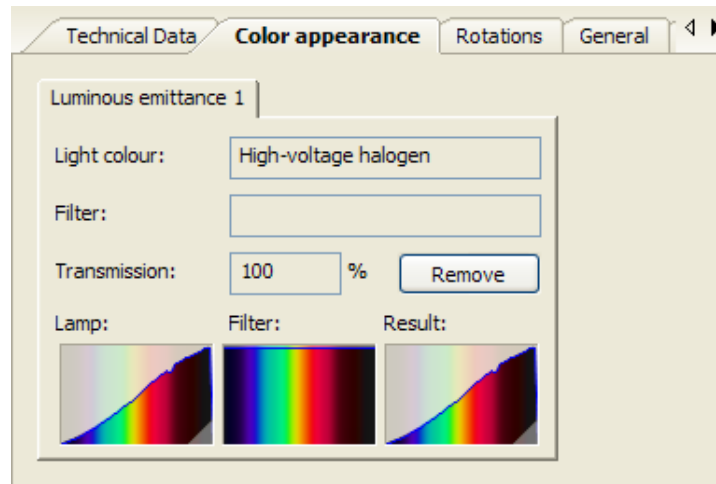 Technical Data Color appearance Rotations General
Luminous emittance 1
Light colour: High-voltage halogen
Filter:
Transmission: 100 % Remove
Lamp: Filter: Result: